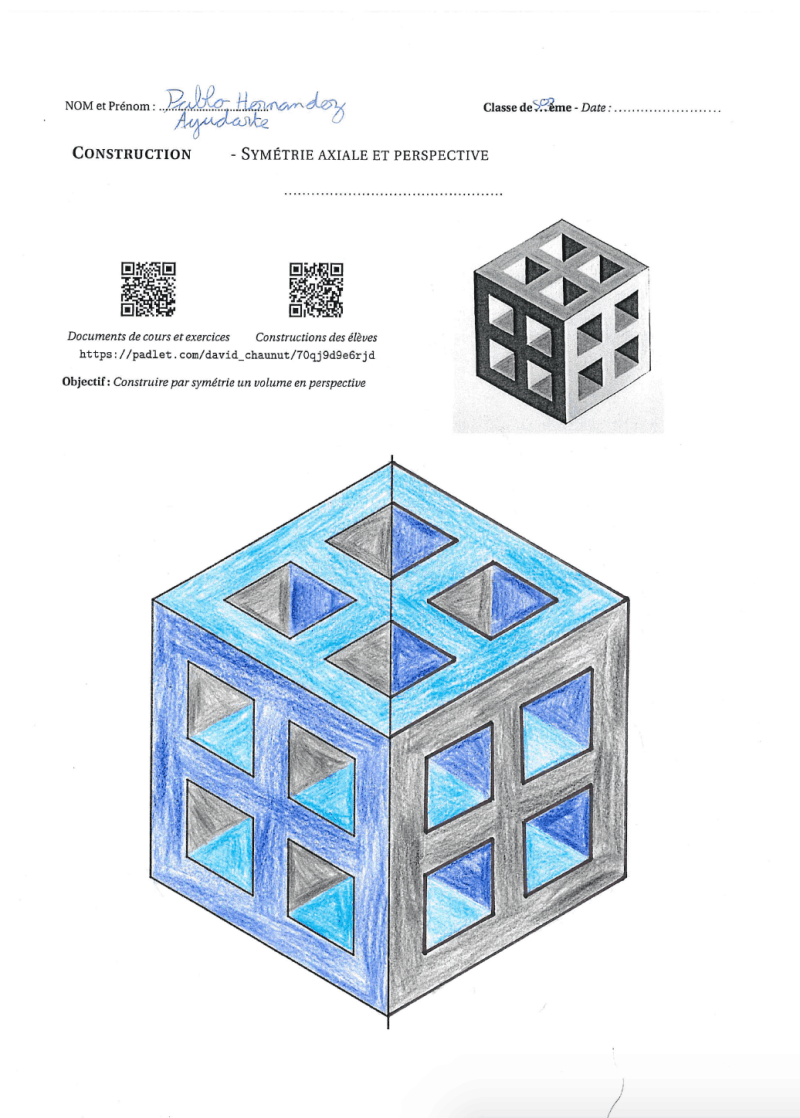 NOM et Prénom : Pablo Hernandez
Ayudarte
Classe de ...ème - Date : ........................
CONSTRUCTION - SYMÉTRIE AXIALE ET PERSPECTIVE
Documents de cours et exercices
Constructions des élèves
https://padlet.com/david_chaunut/70qj9d9e6rjd
Objectif : Construire par symétrie un volume en perspective